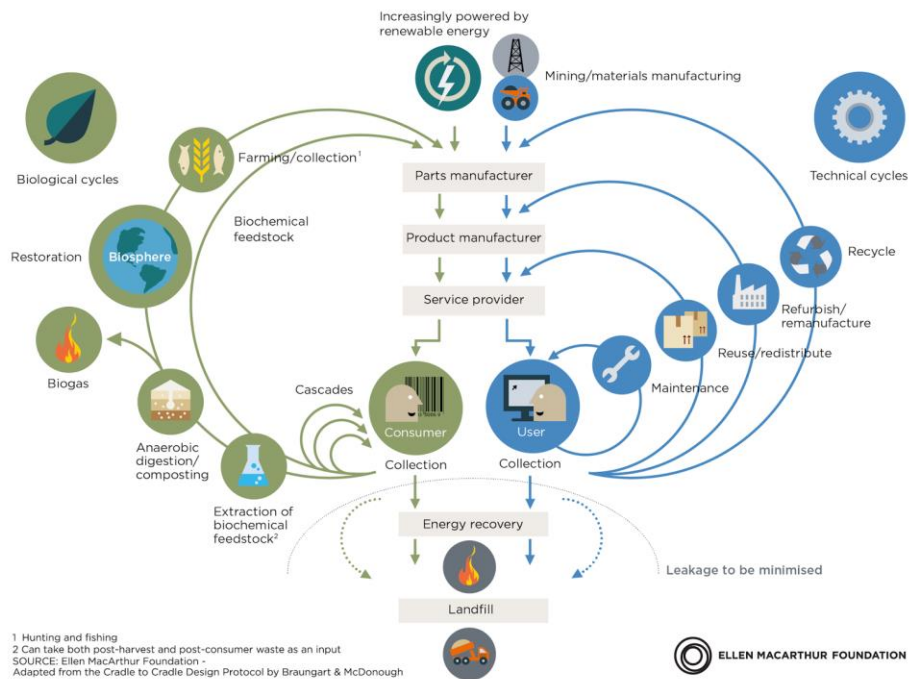 Increasingly powered by
renewable energy
Mining/materials manufacturing
Biological cycles
Farming/collection¹
Parts manufacturer
Technical cycles
Biochemical
feedstock
Product manufacturer
Restoration
Biosphere
Recycle
Service provider
Refurbish/
remanufacture
Reuse/redistribute
Biogas
Cascades
Maintenance
Consumer
User
Anaerobic
digestion/
composting
Collection
Collection
Extraction of
biochemical
feedstock²
Energy recovery
Leakage to be minimised
Landfill
1 Hunting and fishing
2 Can take both post-harvest and post-consumer waste as an input
SOURCE: Ellen MacArthur Foundation -
Adapted from the Cradle to Cradle Design Protocol by Braungart & McDonough
ELLEN MACARTHUR FOUNDATION